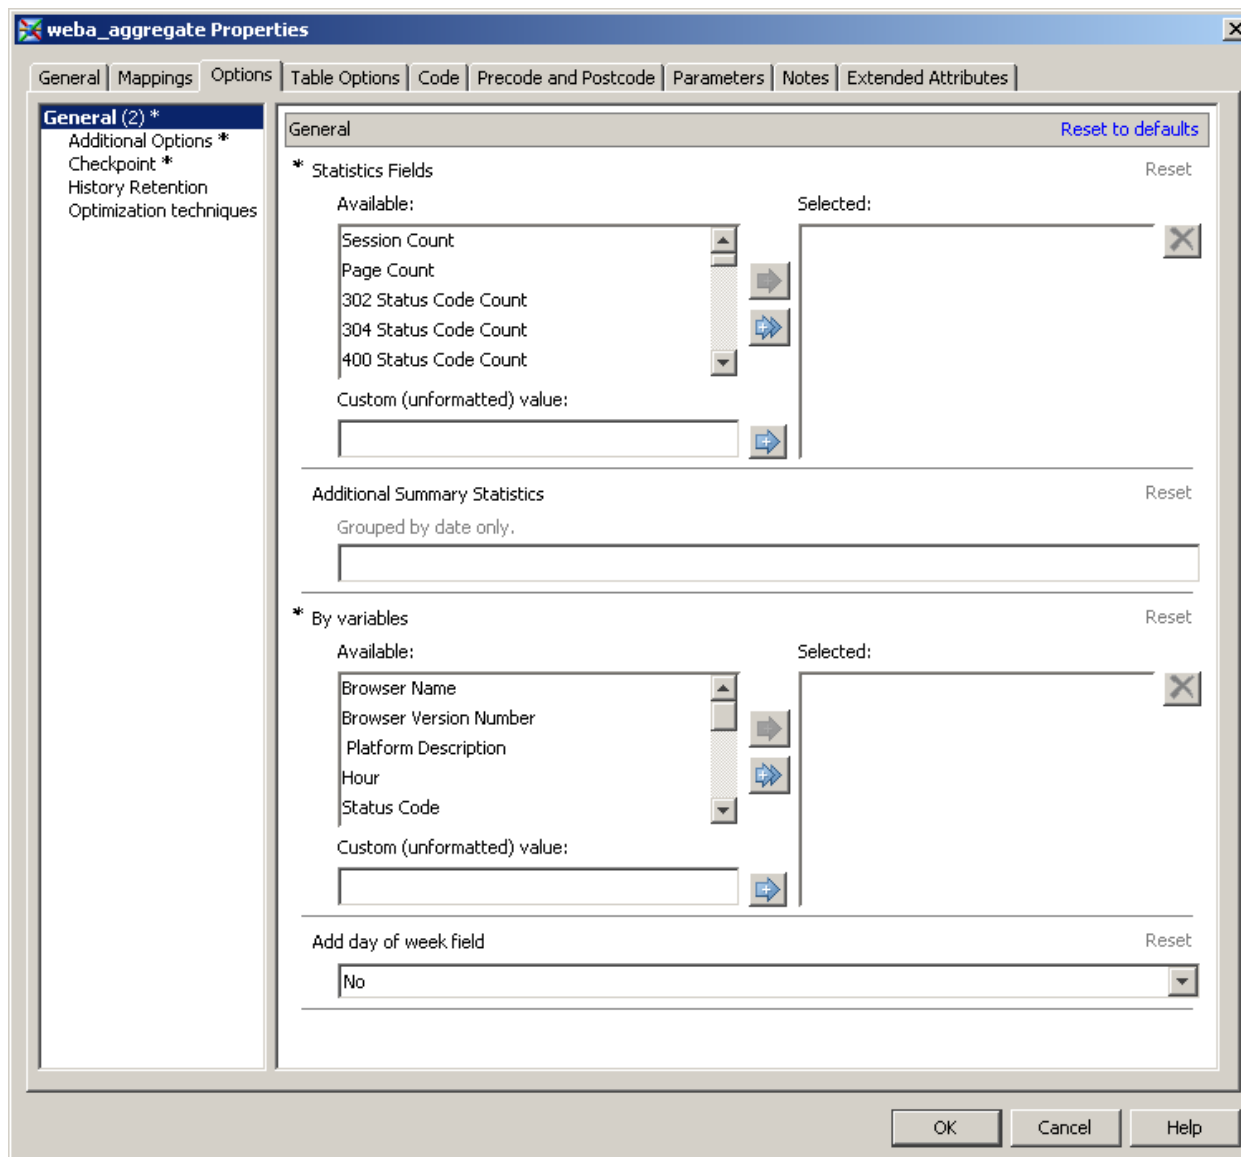 weba_aggregate Properties
General Mappings Options Table Options Code Precode and Postcode Parameters Notes Extended Attributes
General (2) *
Additional Options *
Checkpoint *
History Retention
Optimization techniques
General Reset to defaults
* Statistics Fields Reset
Available: Selected:
Session Count
Page Count
302 Status Code Count
304 Status Code Count
400 Status Code Count
Custom (unformatted) value:
Additional Summary Statistics Reset
Grouped by date only.
* By variables Reset
Available: Selected:
Browser Name
Browser Version Number
Platform Description
Hour
Status Code
Custom (unformatted) value:
Add day of week field Reset
No
OK Cancel Help